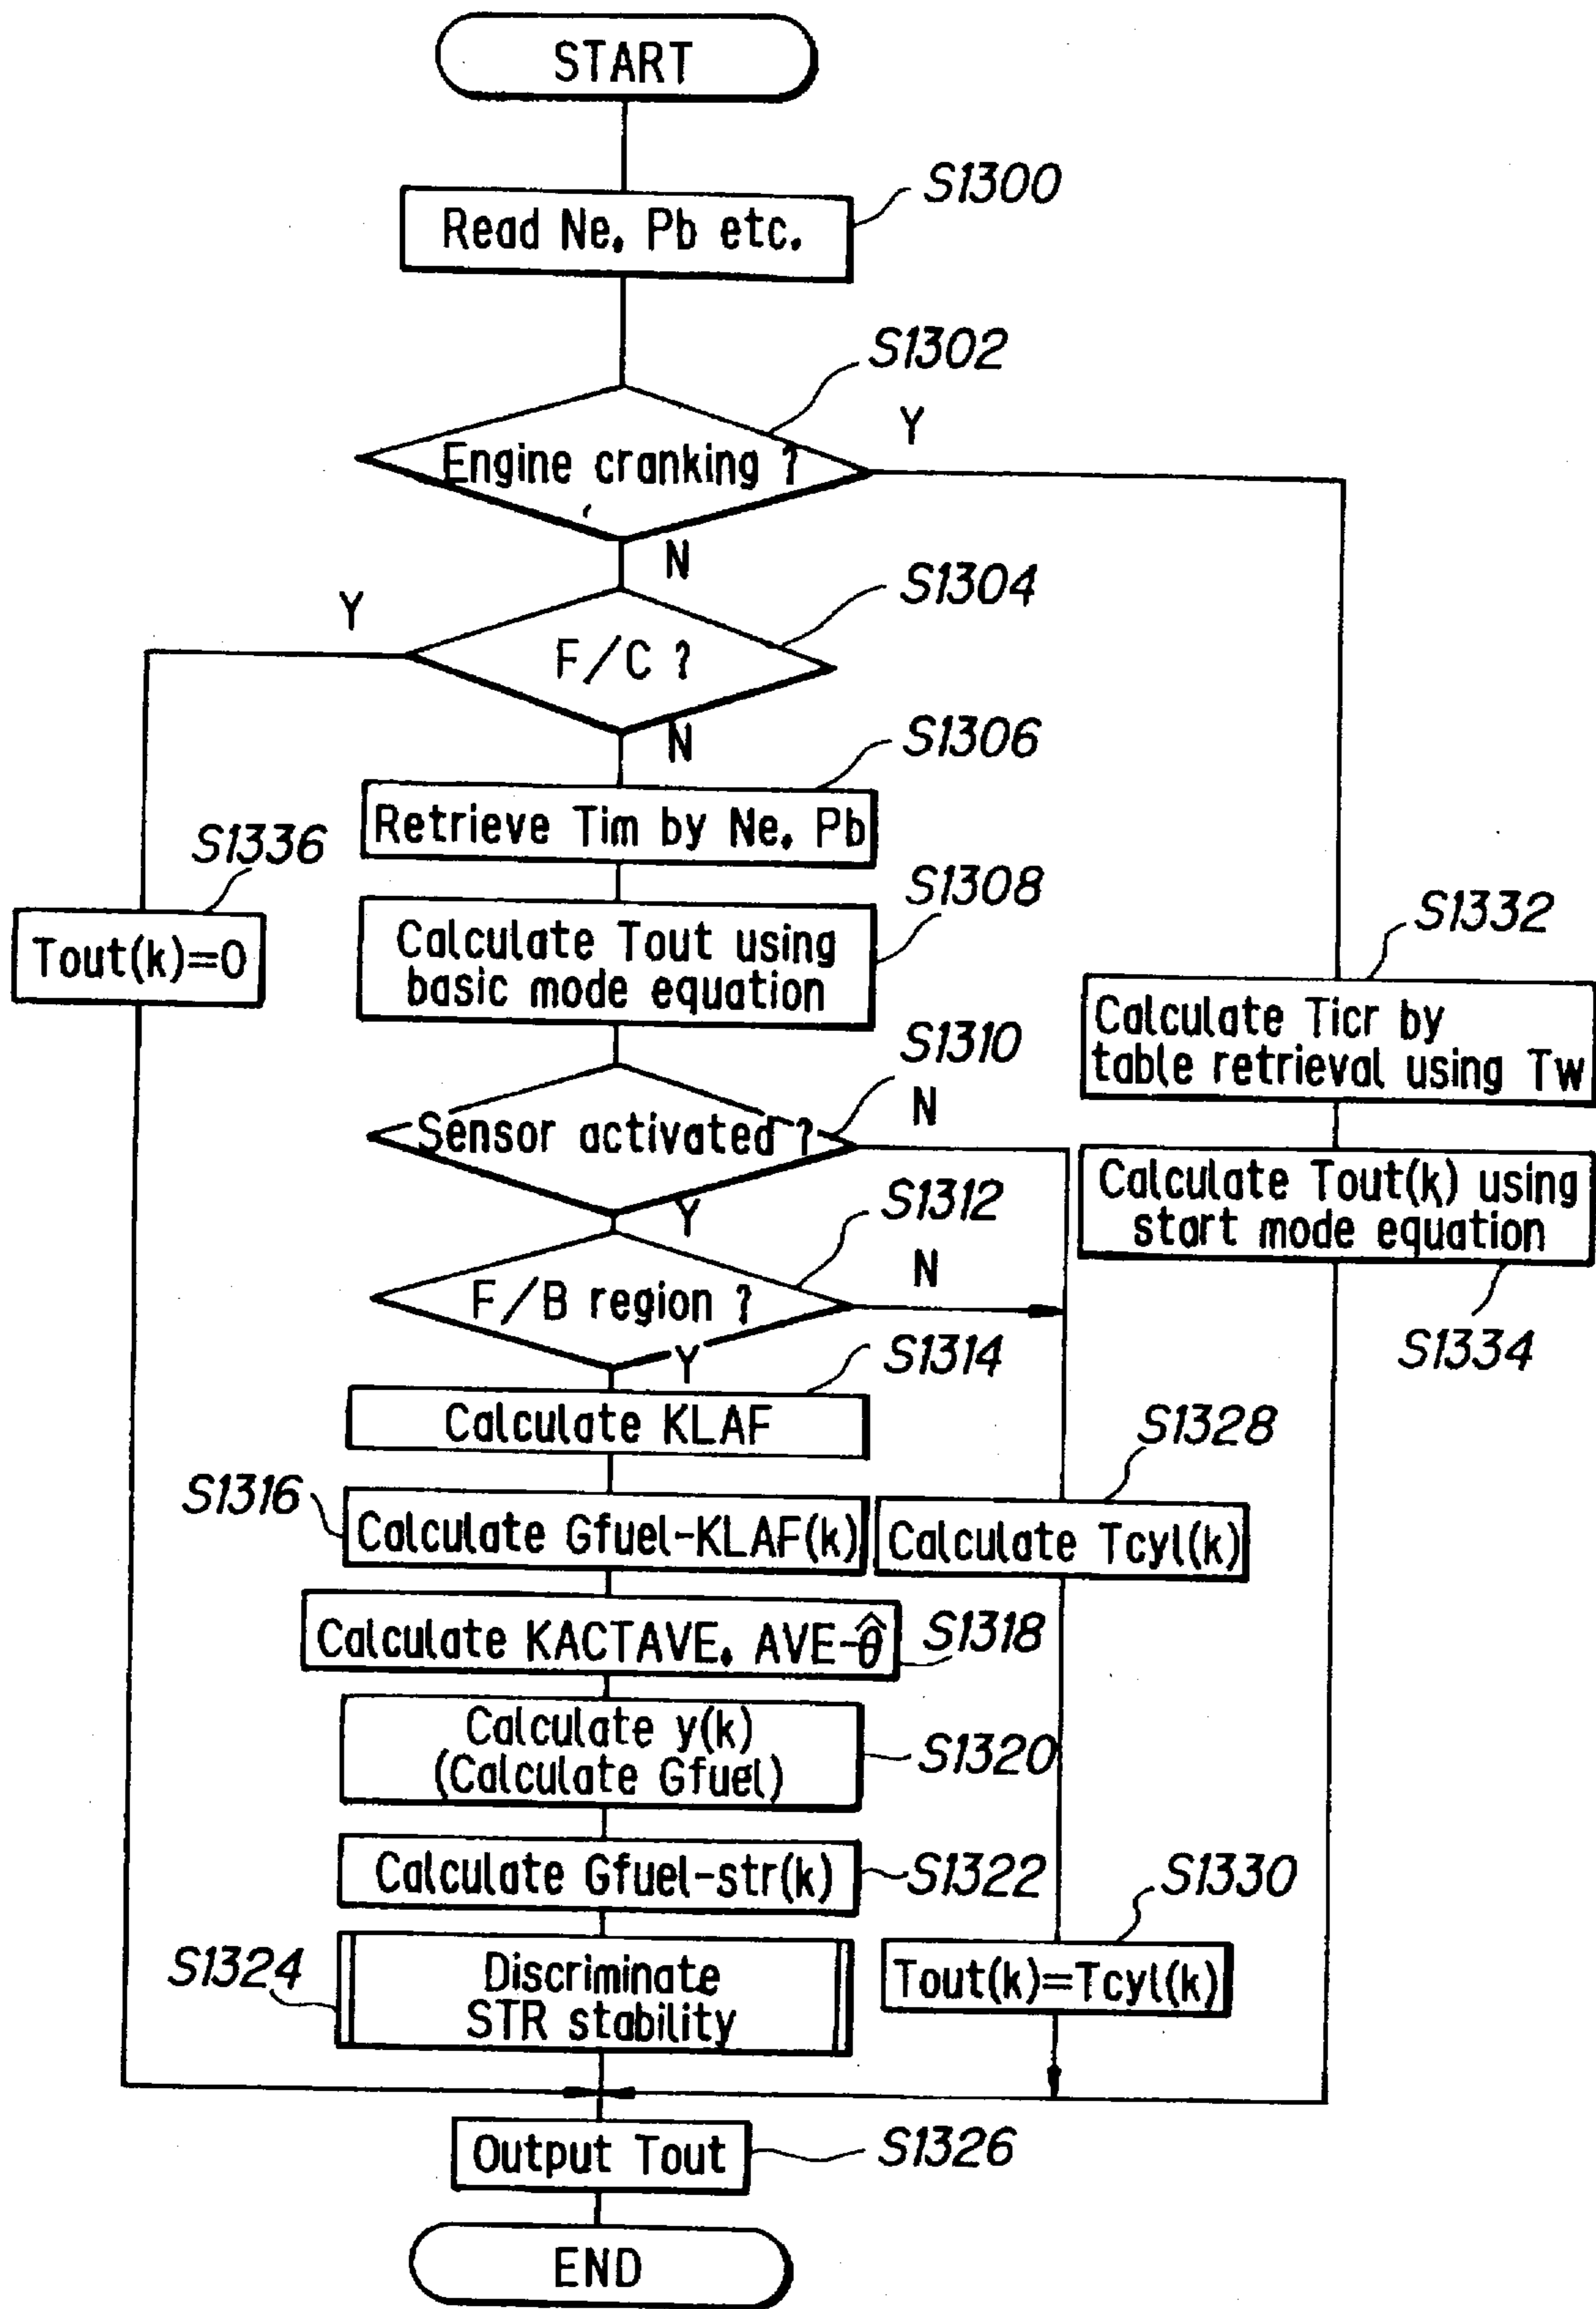 START
S1300
Read Ne, Pb etc.
S1302
Engine cranking ?
Y
N
S1304
Y
F/C ?
N
S1306
Retrieve Tim by Ne, Pb
S1336
Tout(k)=0
S1308
Calculate Tout using
basic mode equation
S1332
Calculate Ticr by
table retrieval using Tw
S1310
Sensor activated ?
N
Y
Calculate Tout(k) using
start mode equation
S1334
S1312
F/B region ?
N
Y
S1314
Calculate KLAF
S1328
S1316
Calculate Gfuel-KLAF(k)
Calculate Tcyl(k)
Calculate KACTAVE, AVE-θ̂
S1318
Calculate y(k)
(Calculate Gfuel)
S1320
Calculate Gfuel-str(k)
S1322
S1330
S1324
Discriminate
STR stability
Tout(k)=Tcyl(k)
Output Tout
S1326
END